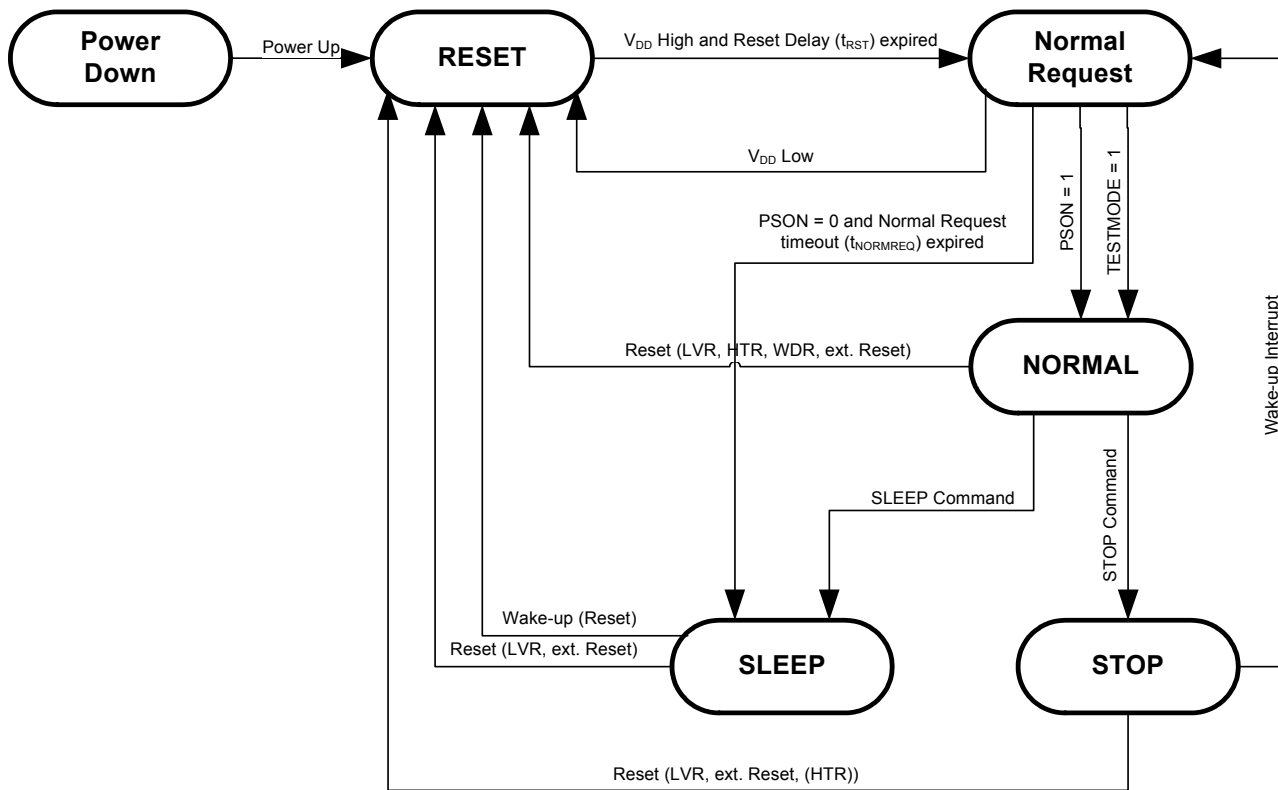 Power
Down
Power Up
RESET
V_DD High and Reset Delay (t_RST) expired
Normal
Request
V_DD Low
PSON = 1
TESTMODE = 1
PSON = 0 and Normal Request
timeout (t_NORMREQ) expired
Wake-up Interrupt
Reset (LVR, HTR, WDR, ext. Reset)
NORMAL
SLEEP Command
STOP Command
Wake-up (Reset)
Reset (LVR, ext. Reset)
SLEEP
STOP
Reset (LVR, ext. Reset, (HTR))